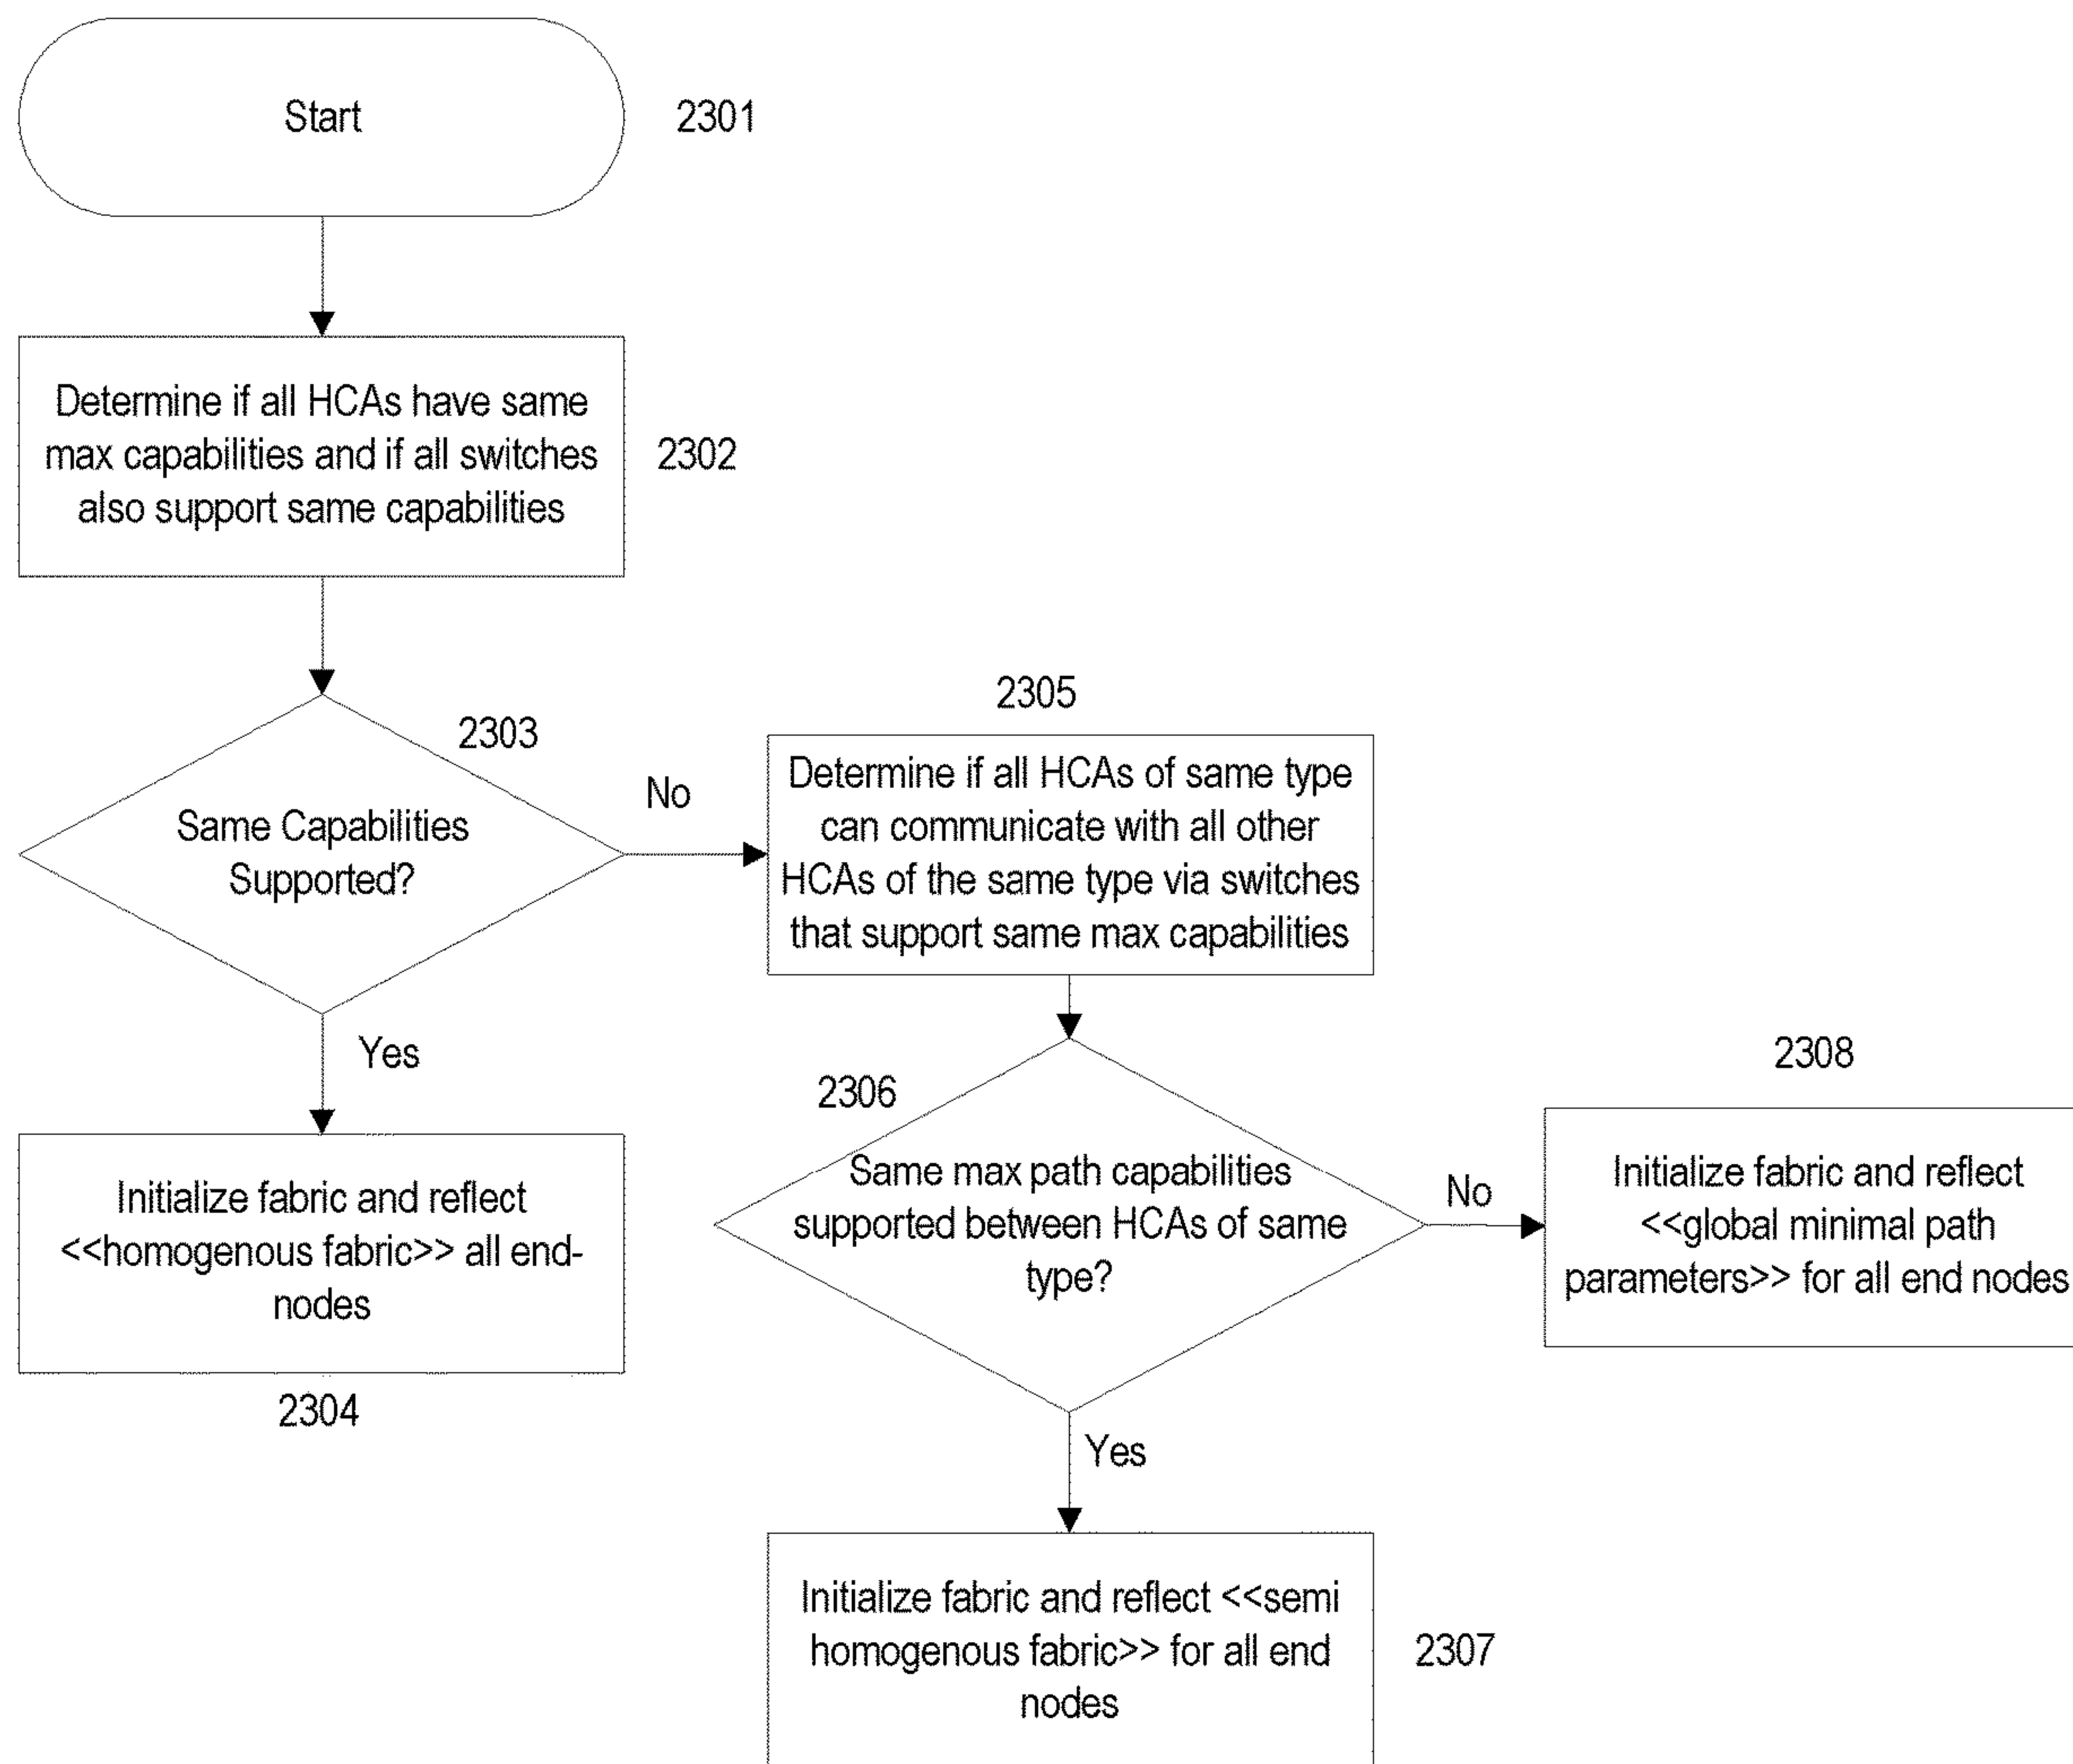 Start
2301
Determine if all HCAs have same
max capabilities and if all switches
also support same capabilities
2302
2303
Same Capabilities
Supported?
No
Yes
Initialize fabric and reflect
<<homogenous fabric>> all end-
nodes
2304
2305
Determine if all HCAs of same type
can communicate with all other
HCAs of the same type via switches
that support same max capabilities
2306
Same max path capabilities
supported between HCAs of same
type?
No
2308
Initialize fabric and reflect
<<global minimal path
parameters>> for all end nodes
Yes
Initialize fabric and reflect <<semi
homogenous fabric>> for all end
nodes
2307